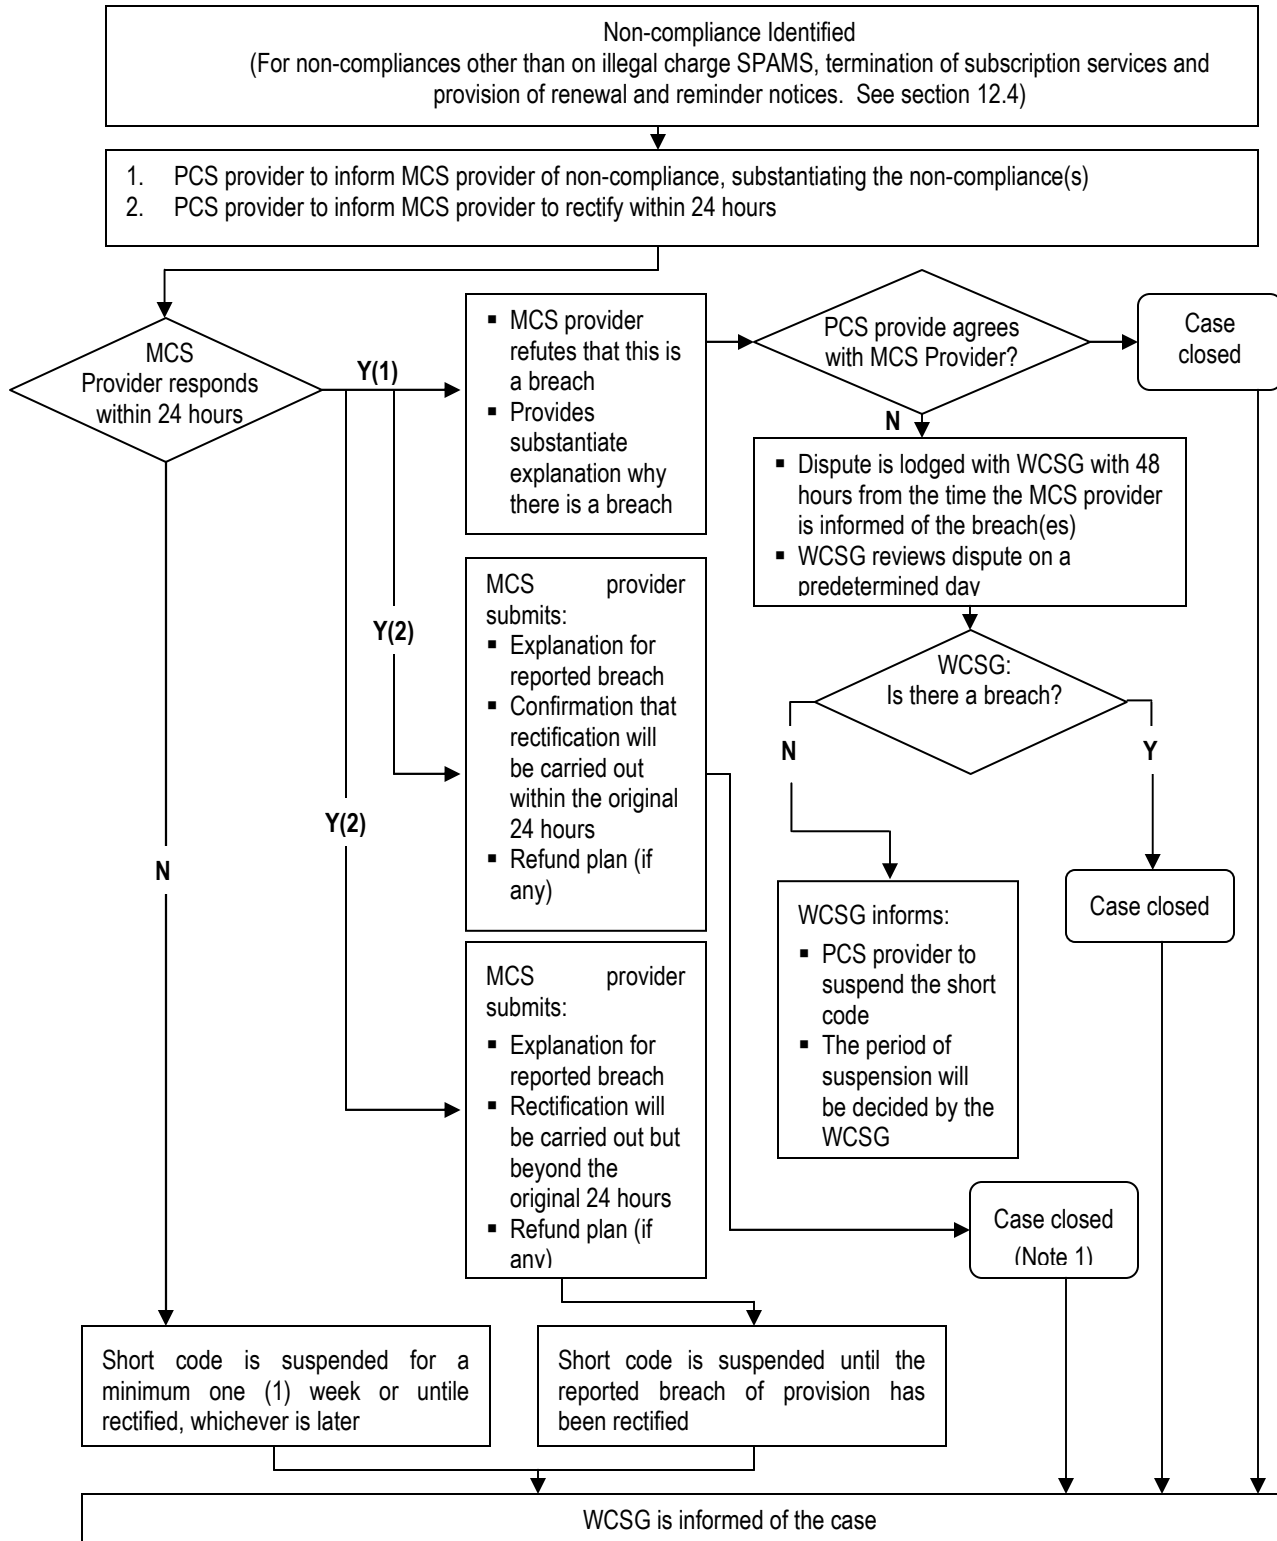 Non-compliance Identified
(For non-compliances other than on illegal charge SPAMS, termination of subscription services and
provision of renewal and reminder notices. See section 12.4)
1. PCS provider to inform MCS provider of non-compliance, substantiating the non-compliance(s)
2. PCS provider to inform MCS provider to rectify within 24 hours
MCS
Provider responds
within 24 hours
Y(1)
▪ MCS provider
refutes that this is
a breach
▪ Provides
substantiate
explanation why
there is a breach
PCS provide agrees
with MCS Provider?
Case
closed
N
▪ Dispute is lodged with WCSG with 48
hours from the time the MCS provider
is informed of the breach(es)
▪ WCSG reviews dispute on a
predetermined day
Y(2)
MCS provider
submits:
▪ Explanation for
reported breach
▪ Confirmation that
rectification will
be carried out
within the original
24 hours
▪ Refund plan (if
any)
WCSG:
Is there a breach?
N
Y
Y(2)
N
Case closed
WCSG informs:
▪ PCS provider to
suspend the short
code
▪ The period of
suspension will
be decided by the
WCSG
MCS provider
submits:
▪ Explanation for
reported breach
▪ Rectification will
be carried out but
beyond the
original 24 hours
▪ Refund plan (if
any)
Case closed
(Note 1)
Short code is suspended for a
minimum one (1) week or untile
rectified, whichever is later
Short code is suspended until the
reported breach of provision has
been rectified
WCSG is informed of the case